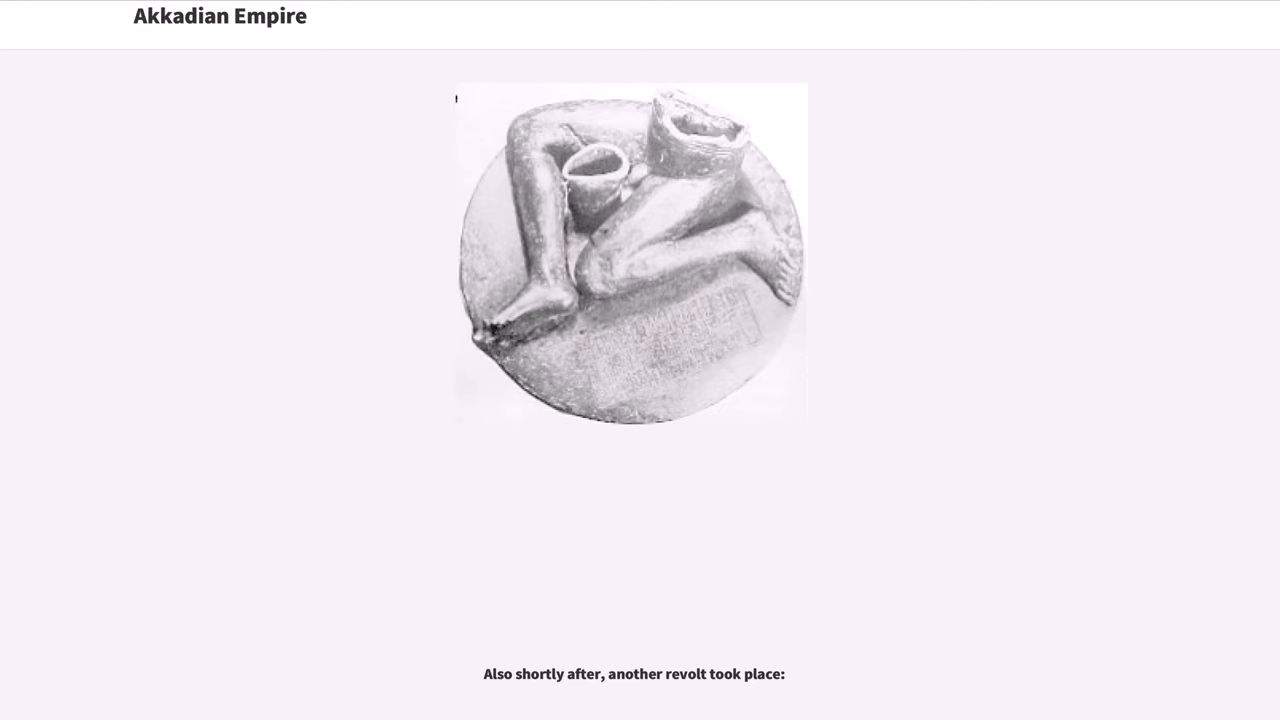 Akkadian Empire
Also shortly after, another revolt took place: